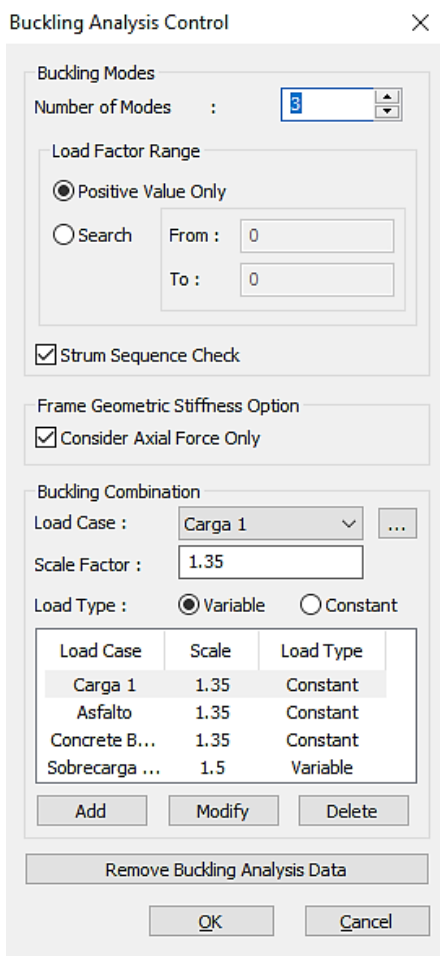 Buckling Analysis Control
Buckling Modes
Number of Modes : 3
Load Factor Range
Positive Value Only
Search From : 0
To : 0
Strum Sequence Check
Frame Geometric Stiffness Option
Consider Axial Force Only
Buckling Combination
Load Case : Carga 1 ...
Scale Factor : 1.35
Load Type : Variable Constant
Load Case Scale Load Type
Carga 1 1.35 Constant
Asfalto 1.35 Constant
Concrete B... 1.35 Constant
Sobrecarga ... 1.5 Variable
Add Modify Delete
Remove Buckling Analysis Data
OK Cancel